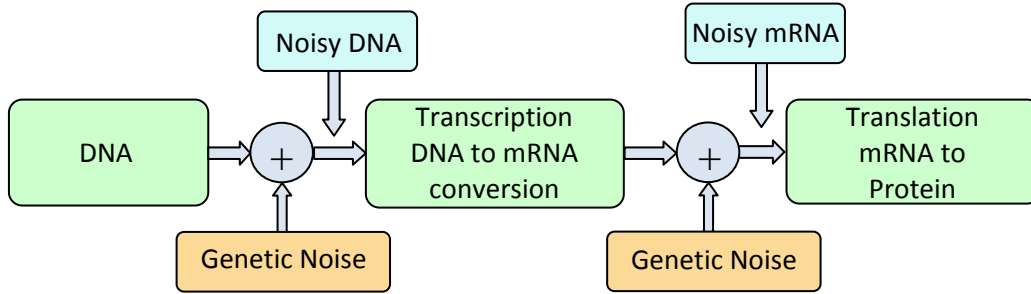 Noisy DNA
Noisy mRNA
DNA
+
Transcription
DNA to mRNA
conversion
+
Translation
mRNA to
Protein
Genetic Noise
Genetic Noise